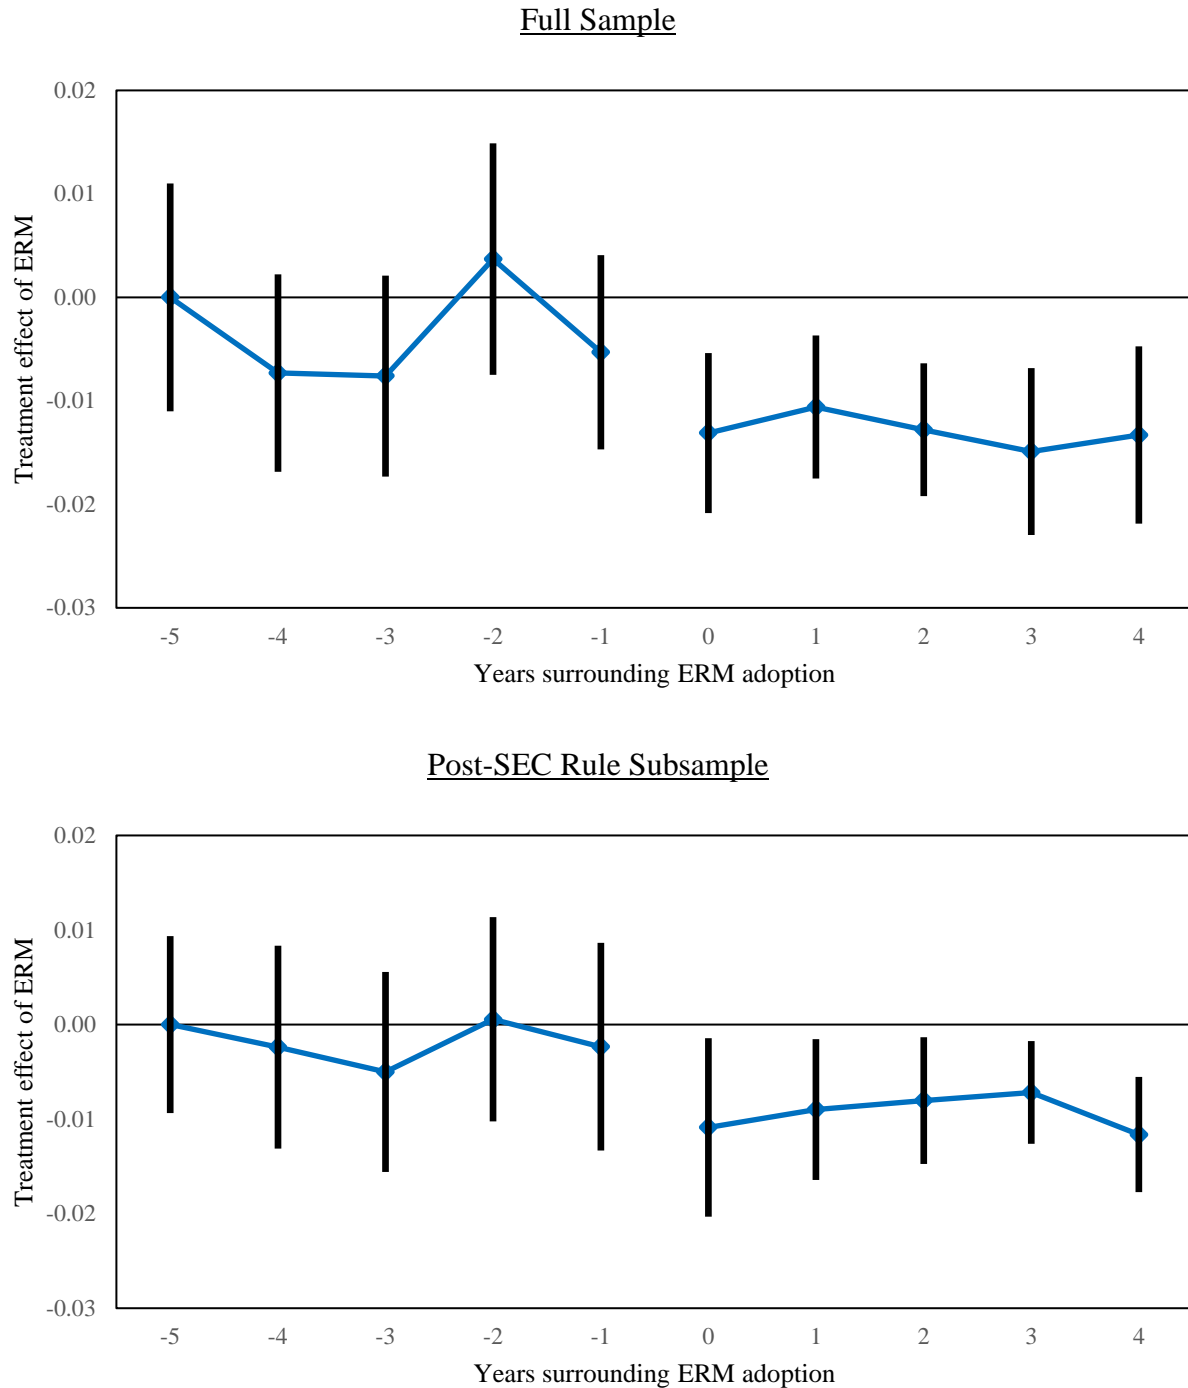 Full Sample
0.02
0.01
0.00
-0.01
-0.02
-0.03
Treatment effect of ERM
-5 -4 -3 -2 -1 0 1 2 3 4
Years surrounding ERM adoption
Post-SEC Rule Subsample
0.02
0.01
0.00
-0.01
-0.02
-0.03
Treatment effect of ERM
-5 -4 -3 -2 -1 0 1 2 3 4
Years surrounding ERM adoption